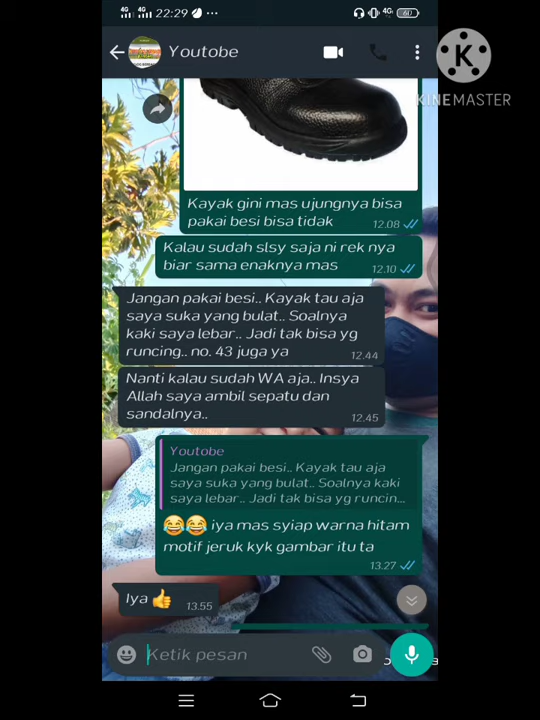 22:29
4G
60
Youtobe
K
KINEMASTER
Kayak gini mas ujungnya bisa
pakai besi bisa tidak
12.08
Kalau sudah slsy saja ni rek nya
biar sama enaknya mas
12.10
Jangan pakai besi.. Kayak tau aja
saya suka yang bulat.. Soalnya
kaki saya lebar.. Jadi tak bisa yg
runcing.. no. 43 juga ya
12.44
Nanti kalau sudah WA aja.. Insya
Allah saya ambil sepatu dan
sandalnya..
12.45
Youtobe
Jangan pakai besi.. Kayak tau aja
saya suka yang bulat.. Soalnya kaki
saya lebar.. Jadi tak bisa yg runcin...
😂😂 iya mas syiap warna hitam
motif jeruk kyk gambar itu ta
13.27
Iya 👍
13.55
Ketik pesan